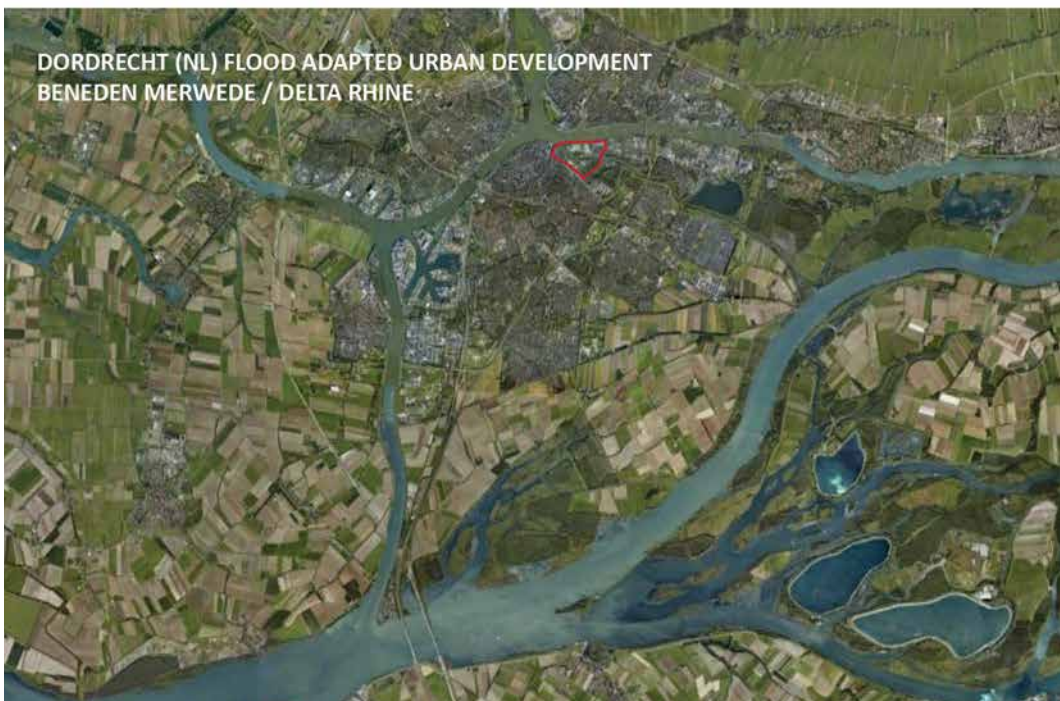 DORDRECHT (NL) FLOOD ADAPTED URBAN DEVELOPMENT
BENEDEN MERWEDE / DELTA RHINE